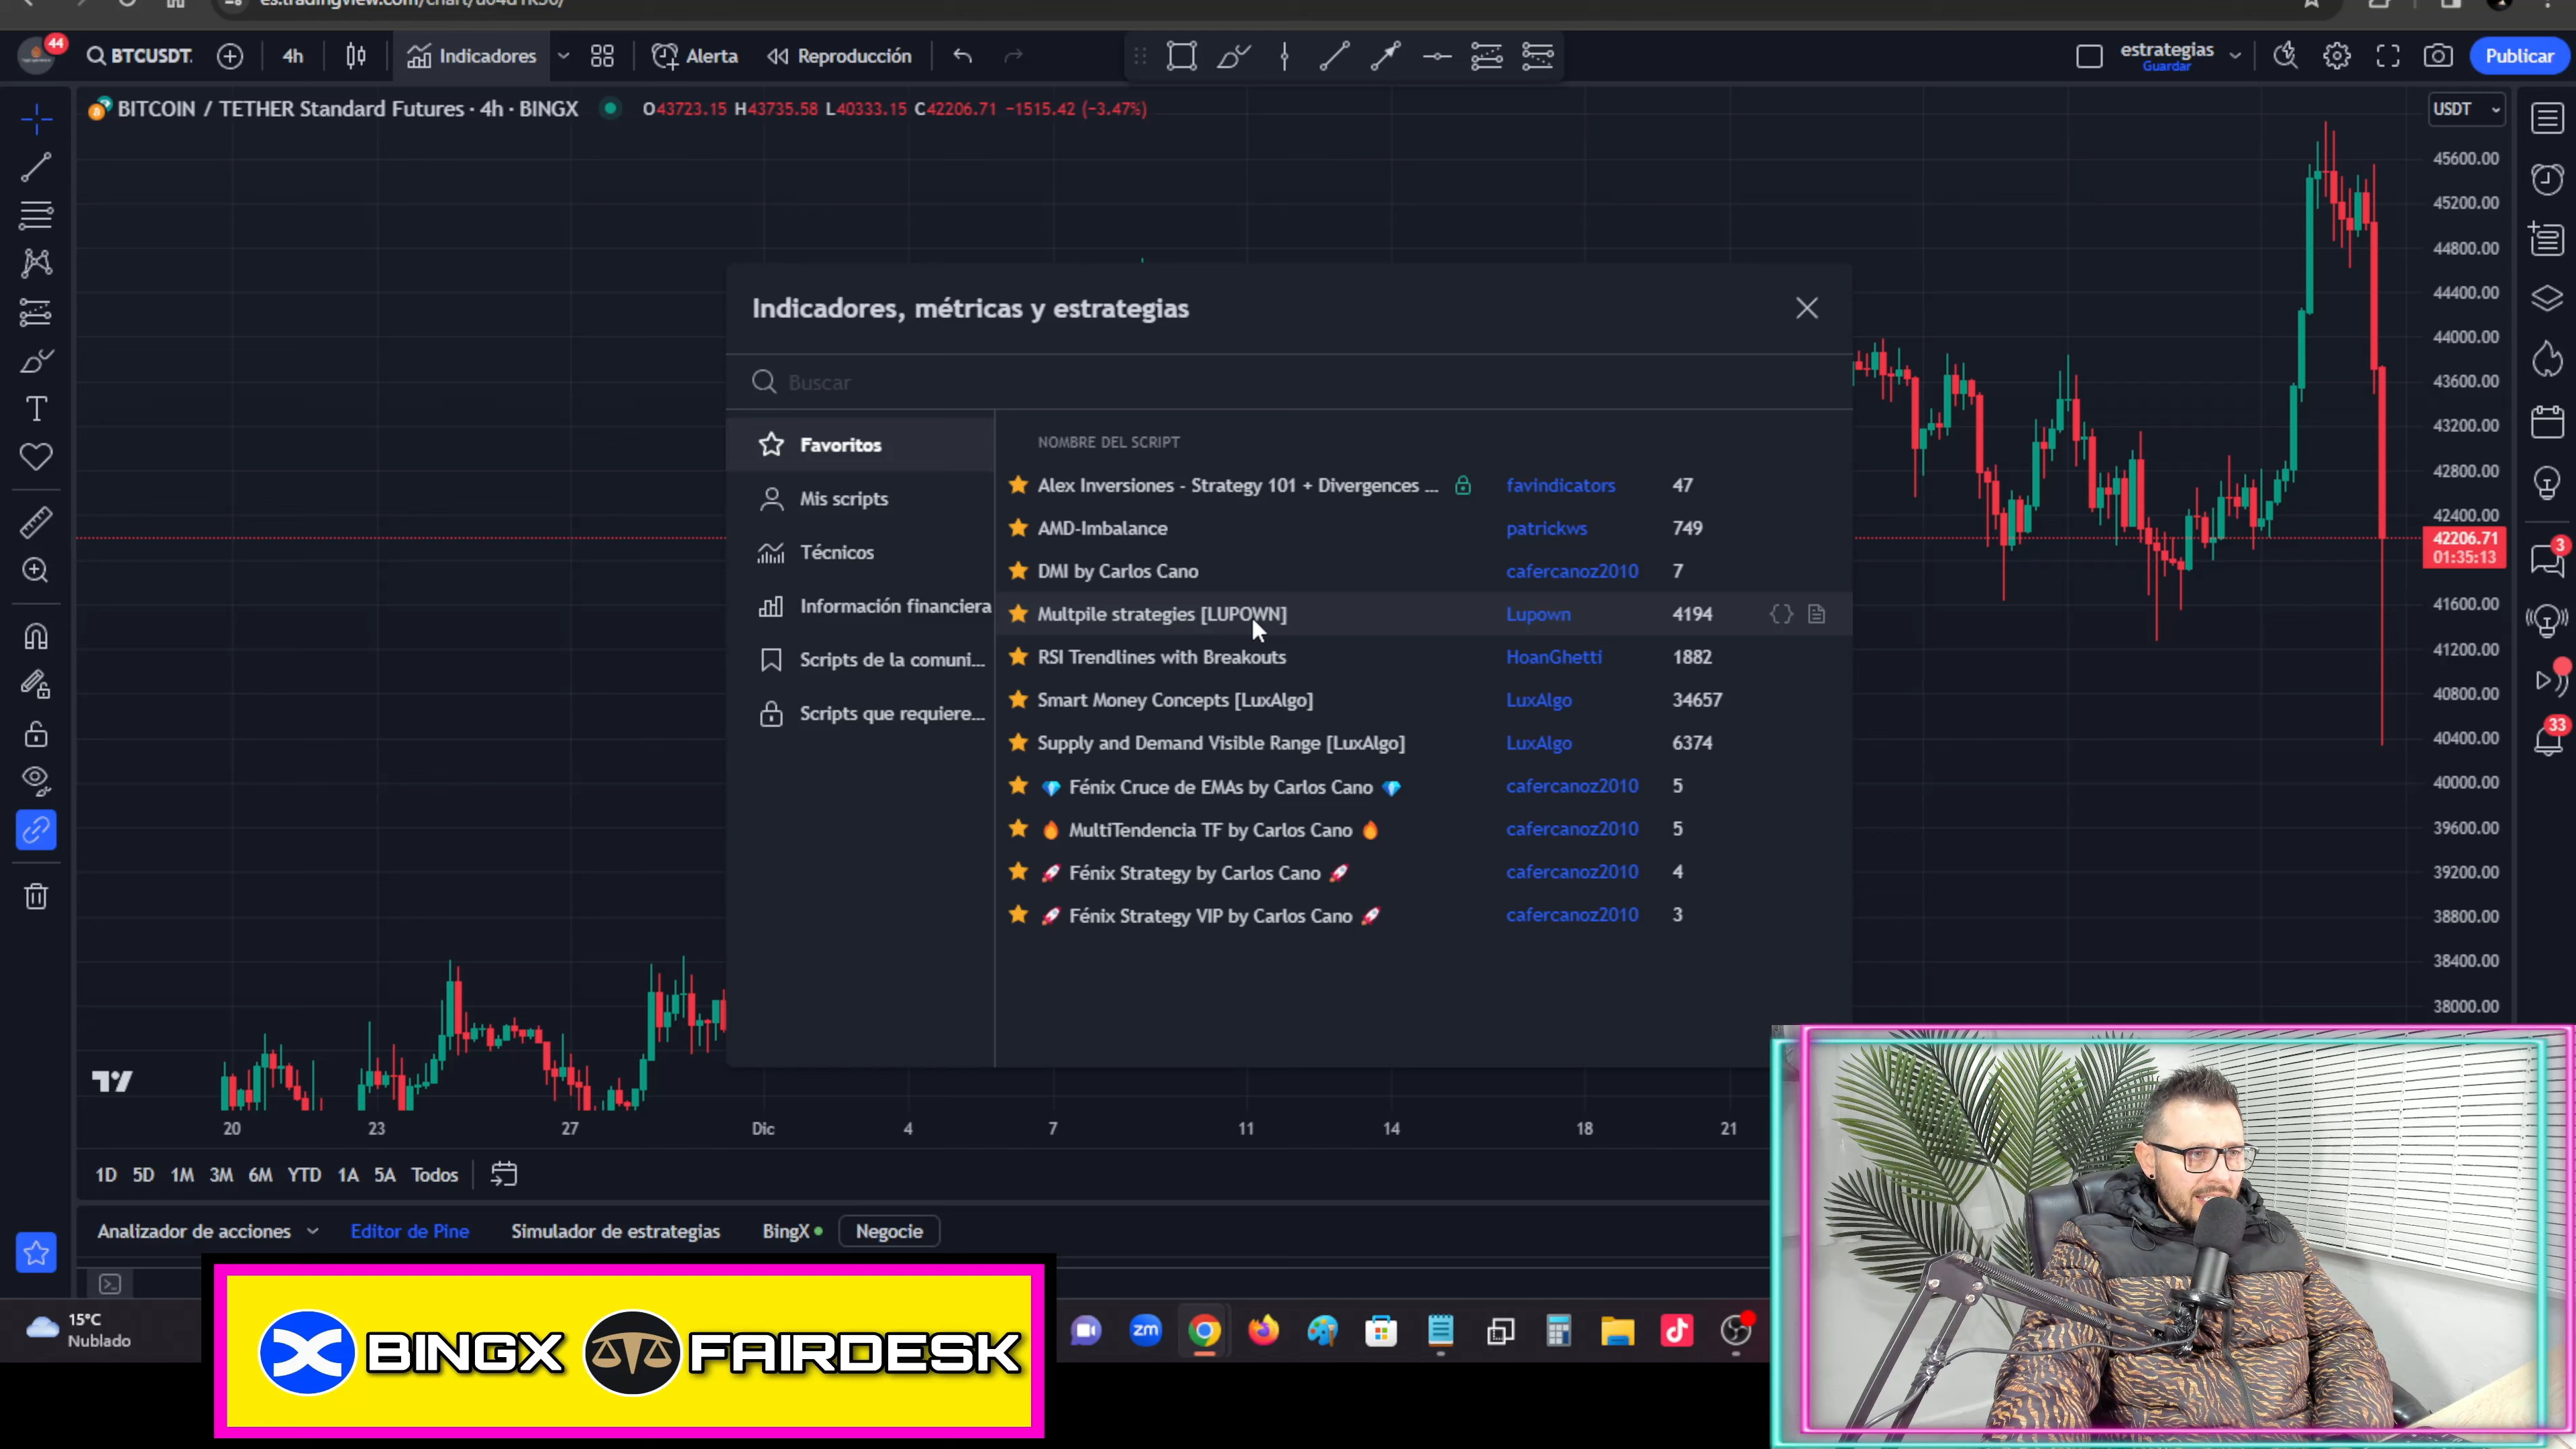 es.tradingview.com/chart/
44
BTCUSDT.
4h
Indicadores
Alerta
Reproducción
estrategias
Guardar
Publicar
BITCOIN / TETHER Standard Futures · 4h · BINGX
O43723.15 H43735.58 L40333.15 C42206.71 −1515.42 (−3.47%)
USDT
45600.00
45200.00
44800.00
44400.00
44000.00
43600.00
43200.00
42800.00
42400.00
42206.71
01:35:13
41600.00
41200.00
40800.00
40400.00
40000.00
39600.00
39200.00
38800.00
38400.00
38000.00
3
33
Indicadores, métricas y estrategias
Buscar
Favoritos
Mis scripts
Técnicos
Información financiera
Scripts de la comuni...
Scripts que requiere...
NOMBRE DEL SCRIPT
Alex Inversiones - Strategy 101 + Divergences ... favindicators 47
AMD-Imbalance patrickws 749
DMI by Carlos Cano cafercanoz2010 7
Multpile strategies [LUPOWN] Lupown 4194
RSI Trendlines with Breakouts HoanGhetti 1882
Smart Money Concepts [LuxAlgo] LuxAlgo 34657
Supply and Demand Visible Range [LuxAlgo] LuxAlgo 6374
💎 Fénix Cruce de EMAs by Carlos Cano 💎 cafercanoz2010 5
🔥 MultiTendencia TF by Carlos Cano 🔥 cafercanoz2010 5
🚀 Fénix Strategy by Carlos Cano 🚀 cafercanoz2010 4
🚀 Fénix Strategy VIP by Carlos Cano 🚀 cafercanoz2010 3
20 23 27 Dic 4 7 11 14 18 21
1D 5D 1M 3M 6M YTD 1A 5A Todos
Analizador de acciones Editor de Pine Simulador de estrategias BingX Negocie
15°C
Nublado
zm
BINGX FAIRDESK